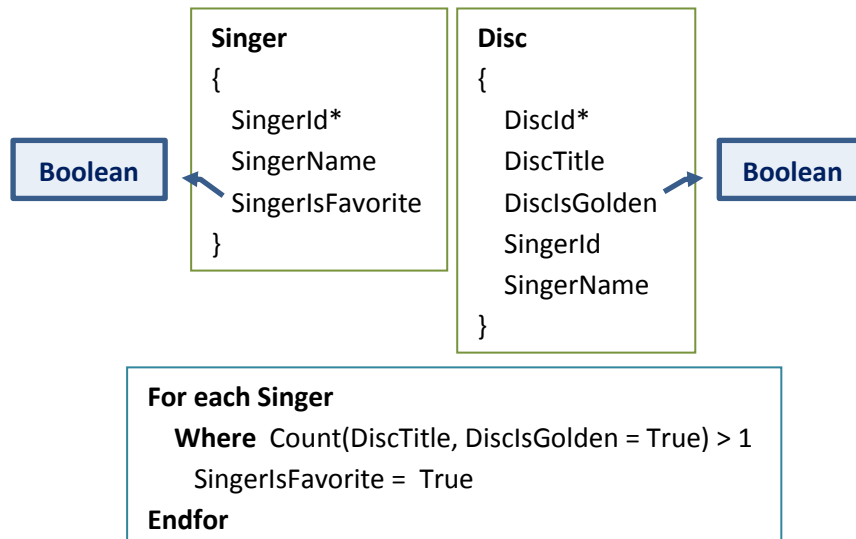 Singer
{
SingerId*
SingerName
SingerIsFavorite
}
Disc
{
DiscId*
DiscTitle
DiscIsGolden
SingerId
SingerName
}
Boolean
Boolean
For each Singer
Where Count(DiscTitle, DiscIsGolden = True) > 1
SingerIsFavorite = True
Endfor